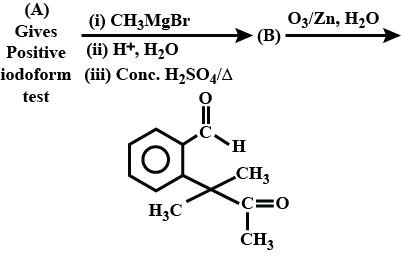 (A)
Gives
Positive
iodoform
test
(i) CH₃MgBr
(ii) H⁺, H₂O
(iii) Conc. H₂SO₄/Δ
(B)
O₃/Zn, H₂O
O
C
H
CH₃
H₃C
C=O
CH₃